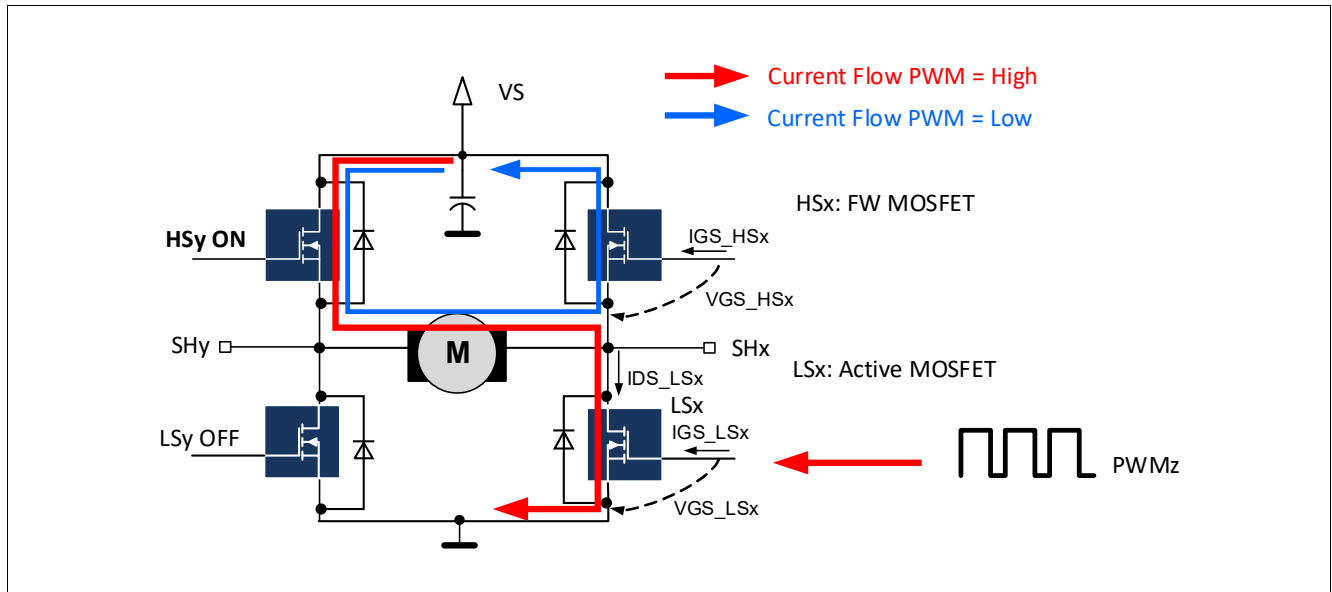 Current Flow PWM = High
VS
Current Flow PWM = Low
HSx: FW MOSFET
HSy ON
IGS_HSx
VGS_HSx
SHy
M
SHx
IDS_LSx
LSx: Active MOSFET
LSx
LSy OFF
IGS_LSx
PWMz
VGS_LSx